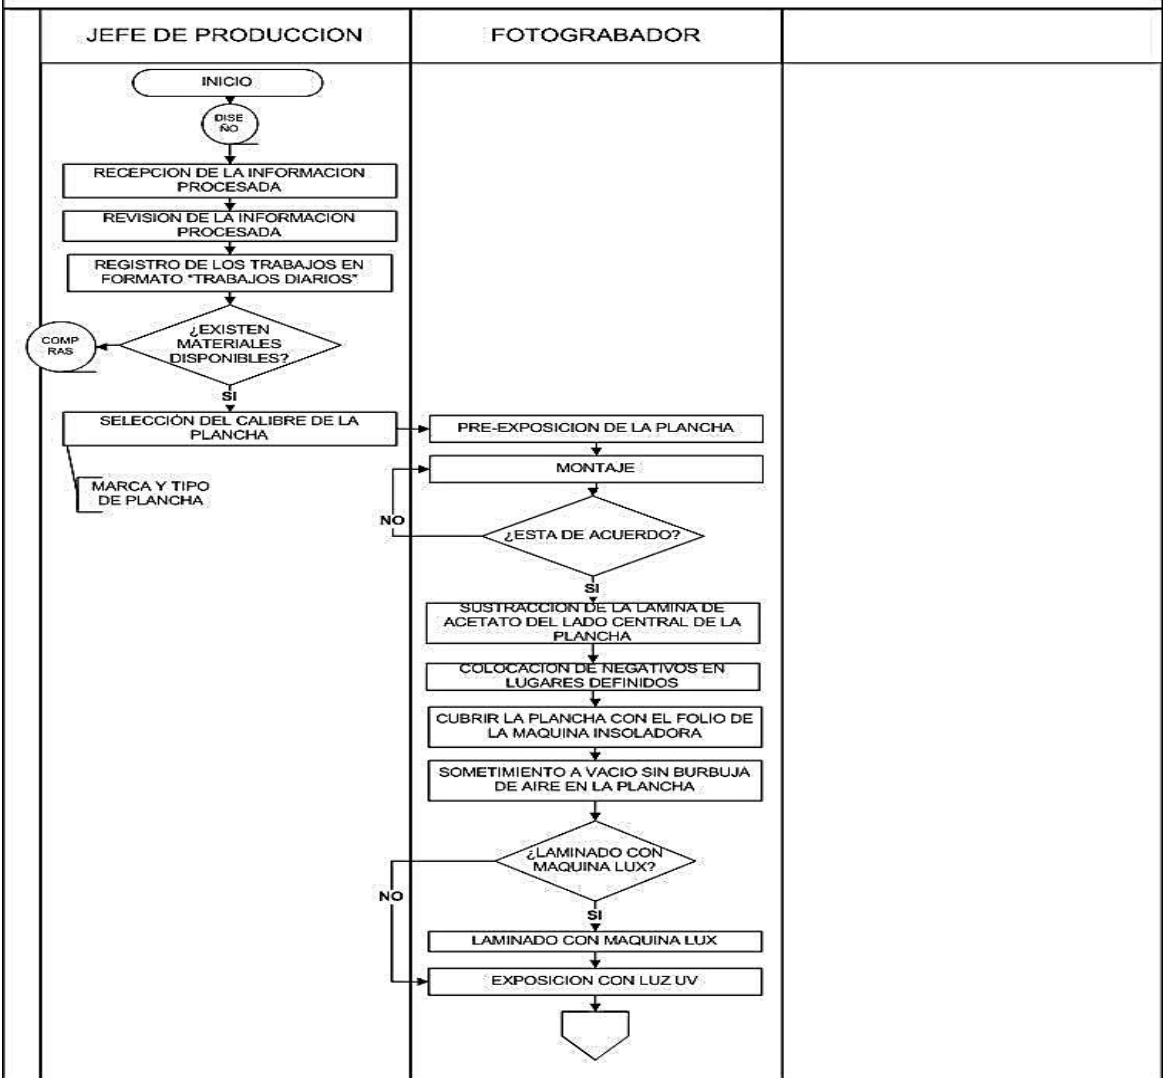 JEFE DE PRODUCCION
FOTOGRABADOR
INICIO
DISE
ÑO
RECEPCION DE LA INFORMACION
PROCESADA
REVISION DE LA INFORMACION
PROCESADA
REGISTRO DE LOS TRABAJOS EN
FORMATO "TRABAJOS DIARIOS"
¿EXISTEN
MATERIALES
DISPONIBLES?
COMP
RAS
SI
SELECCIÓN DEL CALIBRE DE LA
PLANCHA
MARCA Y TIPO
DE PLANCHA
PRE-EXPOSICION DE LA PLANCHA
MONTAJE
NO
¿ESTA DE ACUERDO?
SI
SUSTRACCION DE LA LAMINA DE
ACETATO DEL LADO CENTRAL DE LA
PLANCHA
COLOCACION DE NEGATIVOS EN
LUGARES DEFINIDOS
CUBRIR LA PLANCHA CON EL FOLIO DE
LA MAQUINA INSOLADORA
SOMETIMIENTO A VACIO SIN BURBUJA
DE AIRE EN LA PLANCHA
¿LAMINADO CON
MAQUINA LUX?
NO
SI
LAMINADO CON MAQUINA LUX
EXPOSICION CON LUZ UV